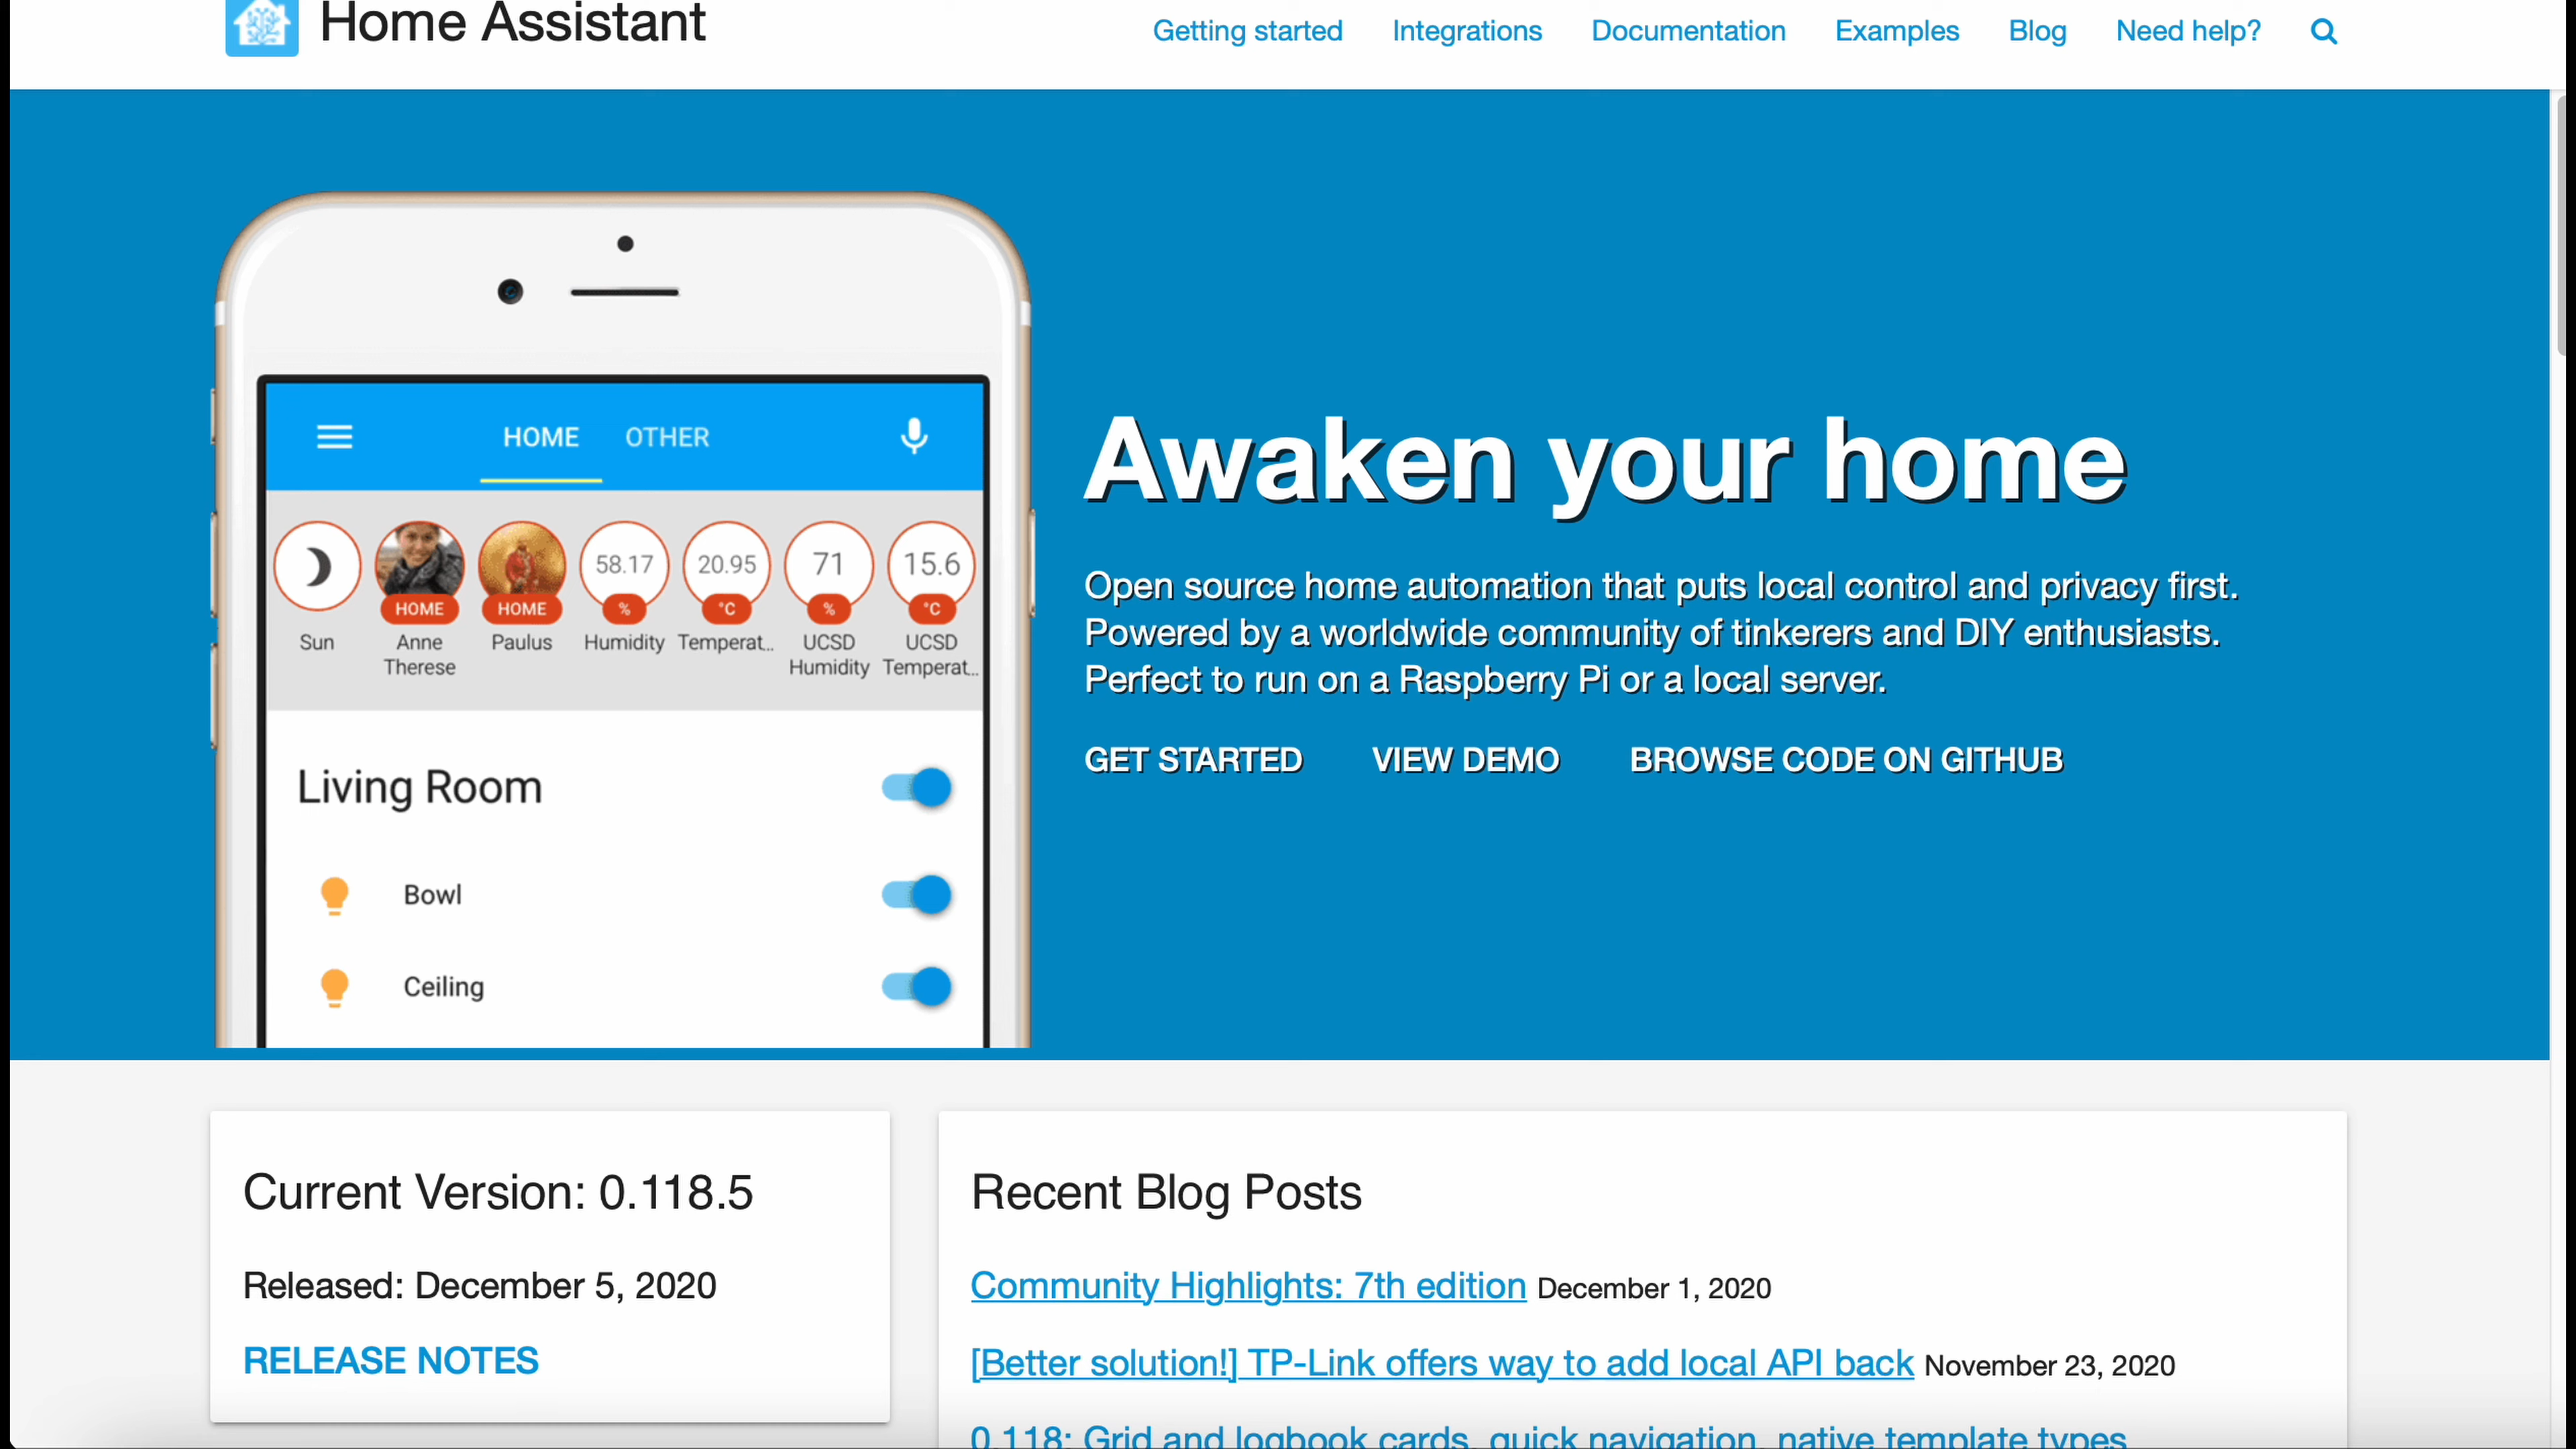 Home Assistant
Getting started Integrations Documentation Examples Blog Need help?
HOME OTHER
58.17 20.95 71 15.6
HOME HOME % °C % °C
Sun Anne Therese Paulus Humidity Temperat... UCSD Humidity UCSD Temperat...
Living Room
Bowl
Ceiling
Awaken your home
Open source home automation that puts local control and privacy first.
Powered by a worldwide community of tinkerers and DIY enthusiasts.
Perfect to run on a Raspberry Pi or a local server.
GET STARTED VIEW DEMO BROWSE CODE ON GITHUB
Current Version: 0.118.5
Released: December 5, 2020
RELEASE NOTES
Recent Blog Posts
Community Highlights: 7th edition December 1, 2020
[Better solution!] TP-Link offers way to add local API back November 23, 2020
0.118: Grid and logbook cards, quick navigation, native template types